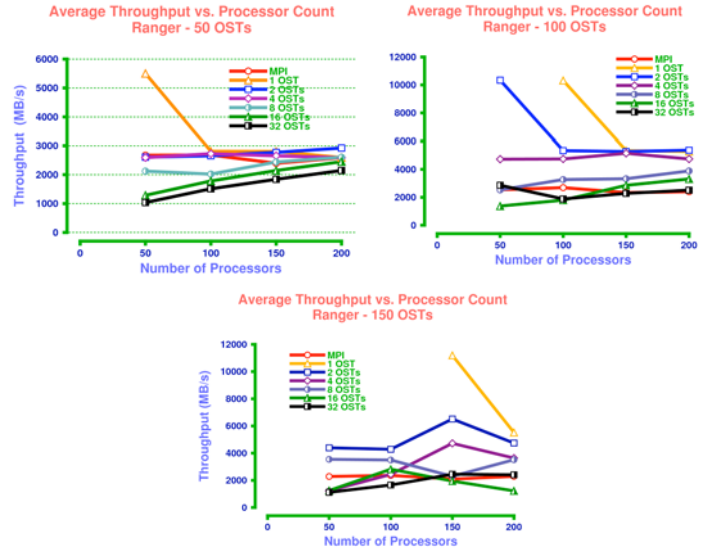 Average Throughput vs. Processor Count
Ranger - 50 OSTs
Throughput (MB/s)
6000
5000
4000
3000
2000
1000
0
MPI
1 OST
2 OSTs
4 OSTs
8 OSTs
16 OSTs
32 OSTs
0 50 100 150 200
Number of Processors
Average Throughput vs. Processor Count
Ranger - 100 OSTs
12000
10000
8000
6000
4000
2000
0
MPI
1 OST
2 OSTs
4 OSTs
8 OSTs
16 OSTs
32 OSTs
0 50 100 150 200
Number of Processors
Average Throughput vs. Processor Count
Ranger - 150 OSTs
Throughput (MB/s)
12000
10000
8000
6000
4000
2000
0
MPI
1 OST
2 OSTs
4 OSTs
8 OSTs
16 OSTs
32 OSTs
0 50 100 150 200
Number of Processors